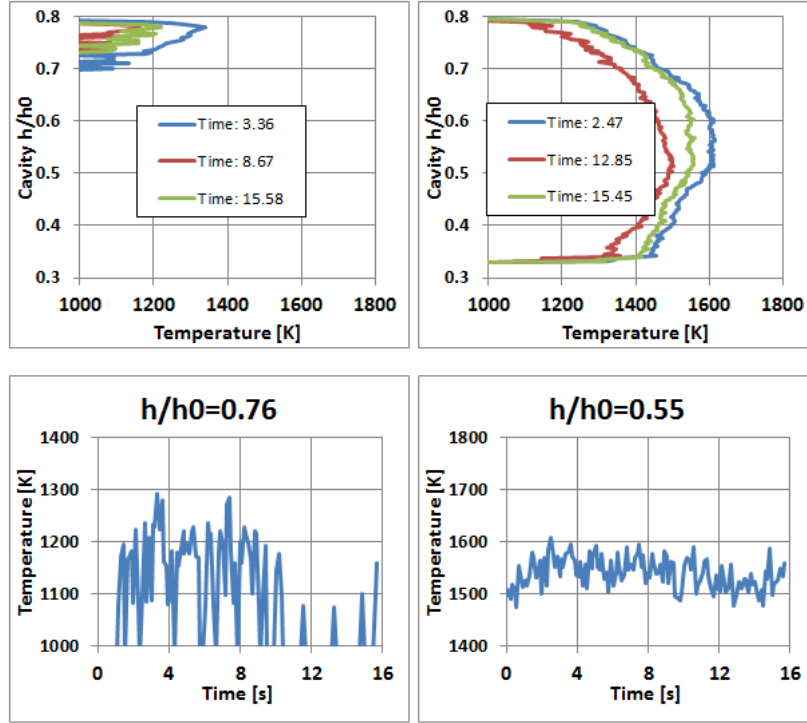 0.8
0.7
0.6
0.5
0.4
0.3
Cavity h/h0
Time: 3.36
Time: 8.67
Time: 15.58
1000 1200 1400 1600 1800
Temperature [K]
0.8
0.7
0.6
0.5
0.4
0.3
Cavity h/h0
Time: 2.47
Time: 12.85
Time: 15.45
1000 1200 1400 1600 1800
Temperature [K]
h/h0=0.76
1400
1300
1200
1100
1000
Temperature [K]
0 4 8 12 16
Time [s]
h/h0=0.55
1800
1700
1600
1500
1400
Temperature [K]
0 4 8 12 16
Time [s]